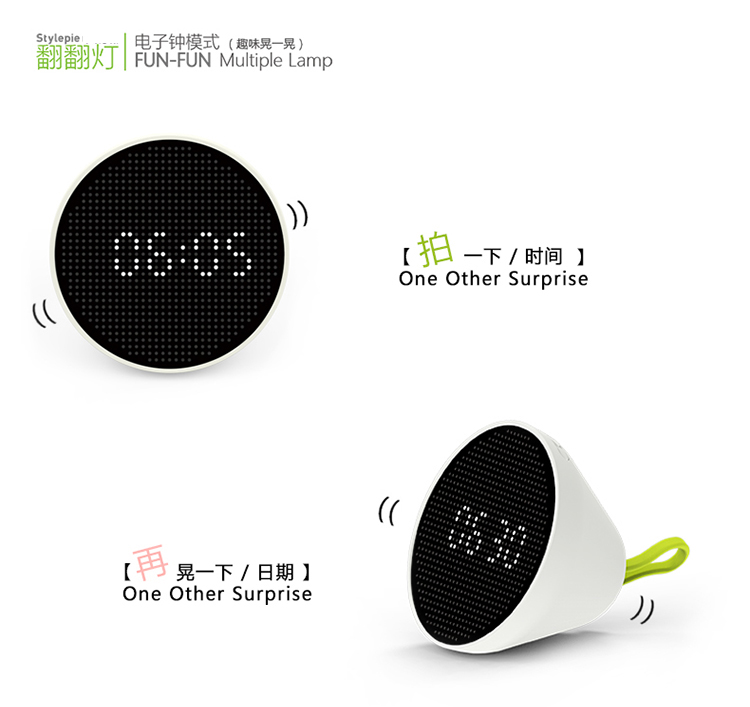 Stylepie
翻翻灯
电子钟模式（趣味晃一晃）
FUN-FUN Multiple Lamp
06:05
【 拍 一下 / 时间 】
One Other Surprise
06 30
【 再 晃一下 / 日期 】
One Other Surprise